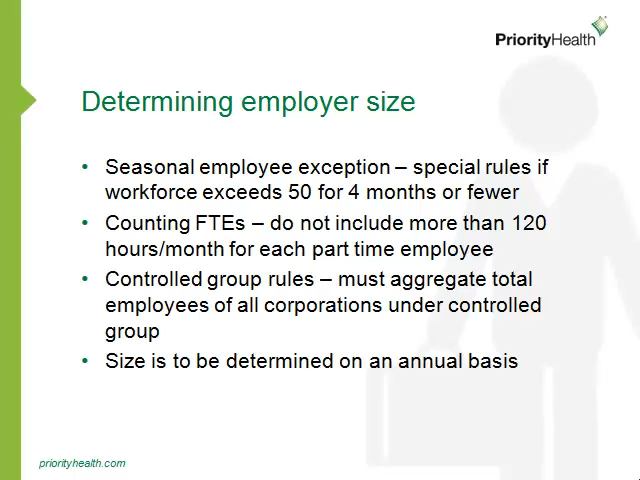 PriorityHealth
Determining employer size
• Seasonal employee exception – special rules if
workforce exceeds 50 for 4 months or fewer
• Counting FTEs – do not include more than 120
hours/month for each part time employee
• Controlled group rules – must aggregate total
employees of all corporations under controlled
group
• Size is to be determined on an annual basis
priorityhealth.com